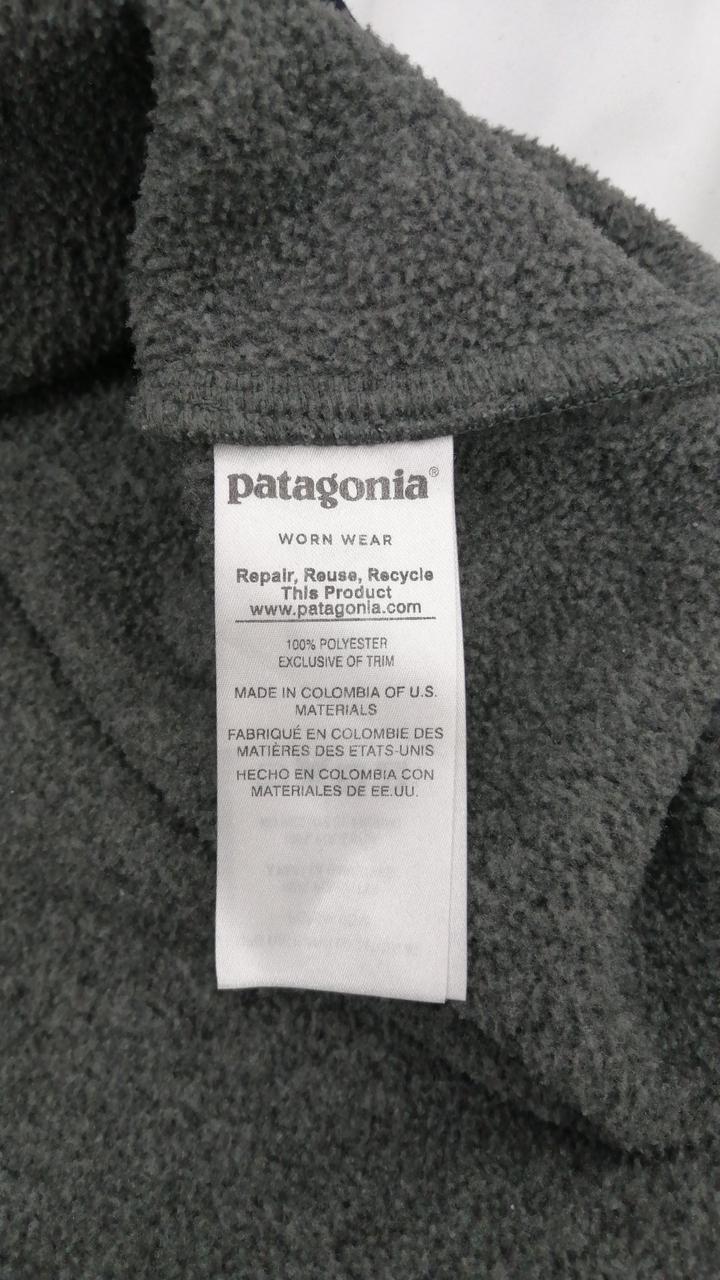 patagonia®
WORN WEAR
Repair, Reuse, Recycle
This Product
www.patagonia.com
100% POLYESTER
EXCLUSIVE OF TRIM
MADE IN COLOMBIA OF U.S.
MATERIALS
FABRIQUÉ EN COLOMBIE DES
MATIÈRES DES ETATS-UNIS
HECHO EN COLOMBIA CON
MATERIALES DE EE.UU.